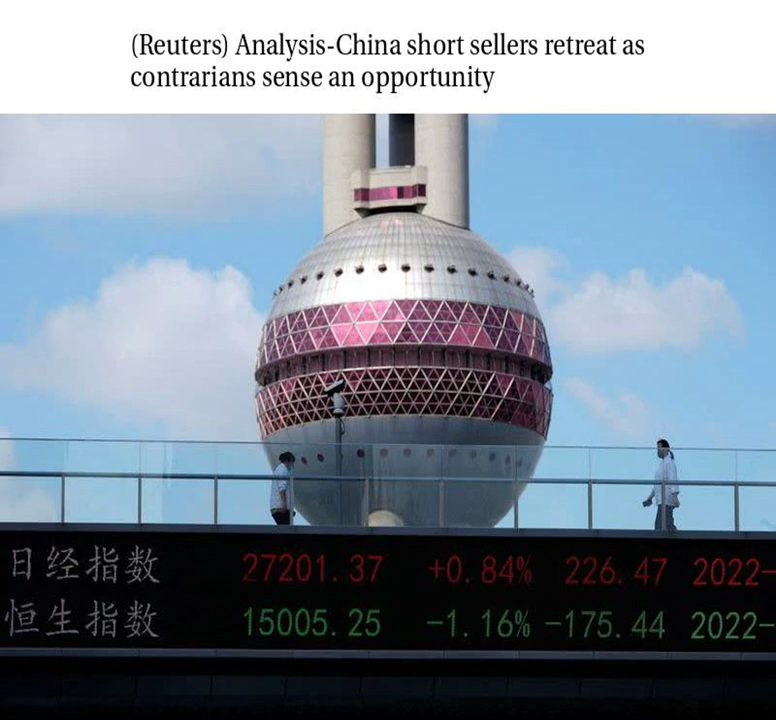 (Reuters) Analysis-China short sellers retreat as
contrarians sense an opportunity
日经指数 27201.37 +0.84% 226.47 2022-
恒生指数 15005.25 -1.16% -175.44 2022-